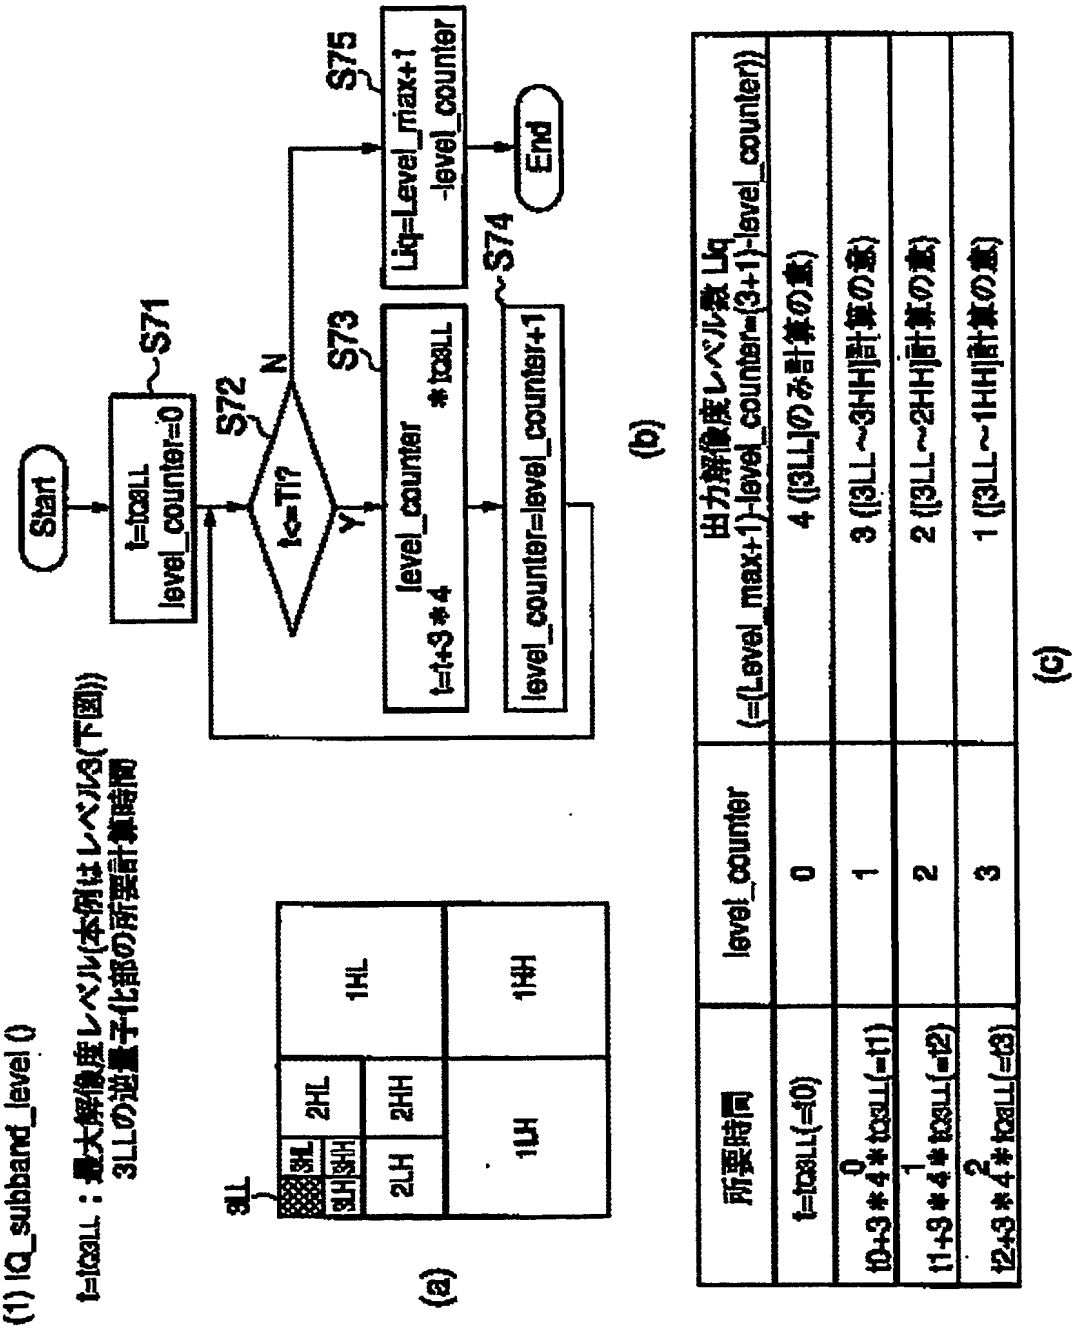 (1) IQ_subband_level ()
t=tQ3LL：最大解像度レベル(本例はレベル3(下図))
3LLの逆量子化部の所要計算時間
3LL
3HL
3LH
3HH
2HL
2LH
2HH
1HL
1LH
1HH
(a)
Start
t=tQ3LL
level_counter=0
S71
t<=Tl?
S72
N
Y
level_counter
t=t+3＊4 ＊tQ3LL
S73
level_counter=level_counter+1
S74
Liq=Level_max+1
-level_counter
S75
End
(b)
所要時間
level_counter
出力解像度レベル数 Liq
(=(Level_max+1)-level_counter=(3+1)-level_counter))
t=tQ3LL(=t0)
0
4 ([3LL]のみ計算の意)
0
t0+3＊4＊tQ3LL(=t1)
1
3 ([3LL～3HH]計算の意)
1
t1+3＊4＊tQ3LL(=t2)
2
2 ([3LL～2HH]計算の意)
2
t2+3＊4＊tQ3LL(=t3)
3
1 ([3LL～1HH]計算の意)
(c)